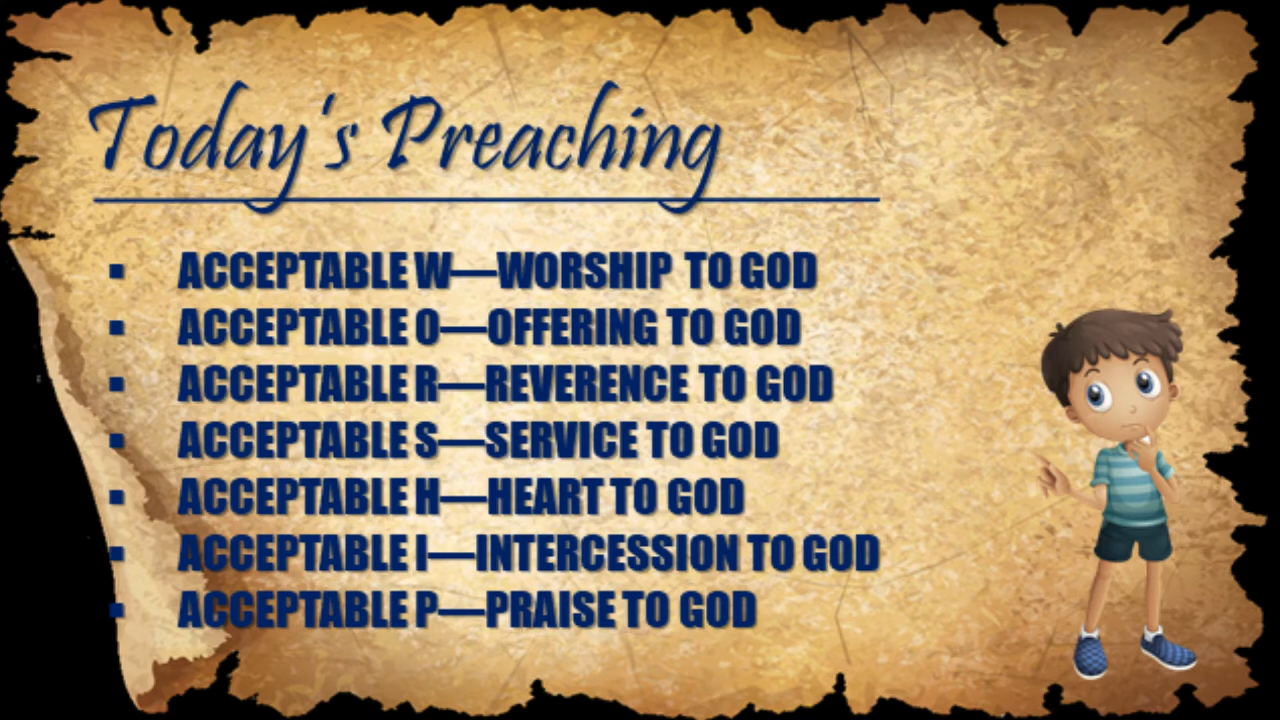 Today's Preaching
▪ ACCEPTABLE W—WORSHIP TO GOD
▪ ACCEPTABLE O—OFFERING TO GOD
▪ ACCEPTABLE R—REVERENCE TO GOD
▪ ACCEPTABLE S—SERVICE TO GOD
▪ ACCEPTABLE H—HEART TO GOD
▪ ACCEPTABLE I—INTERCESSION TO GOD
▪ ACCEPTABLE P—PRAISE TO GOD